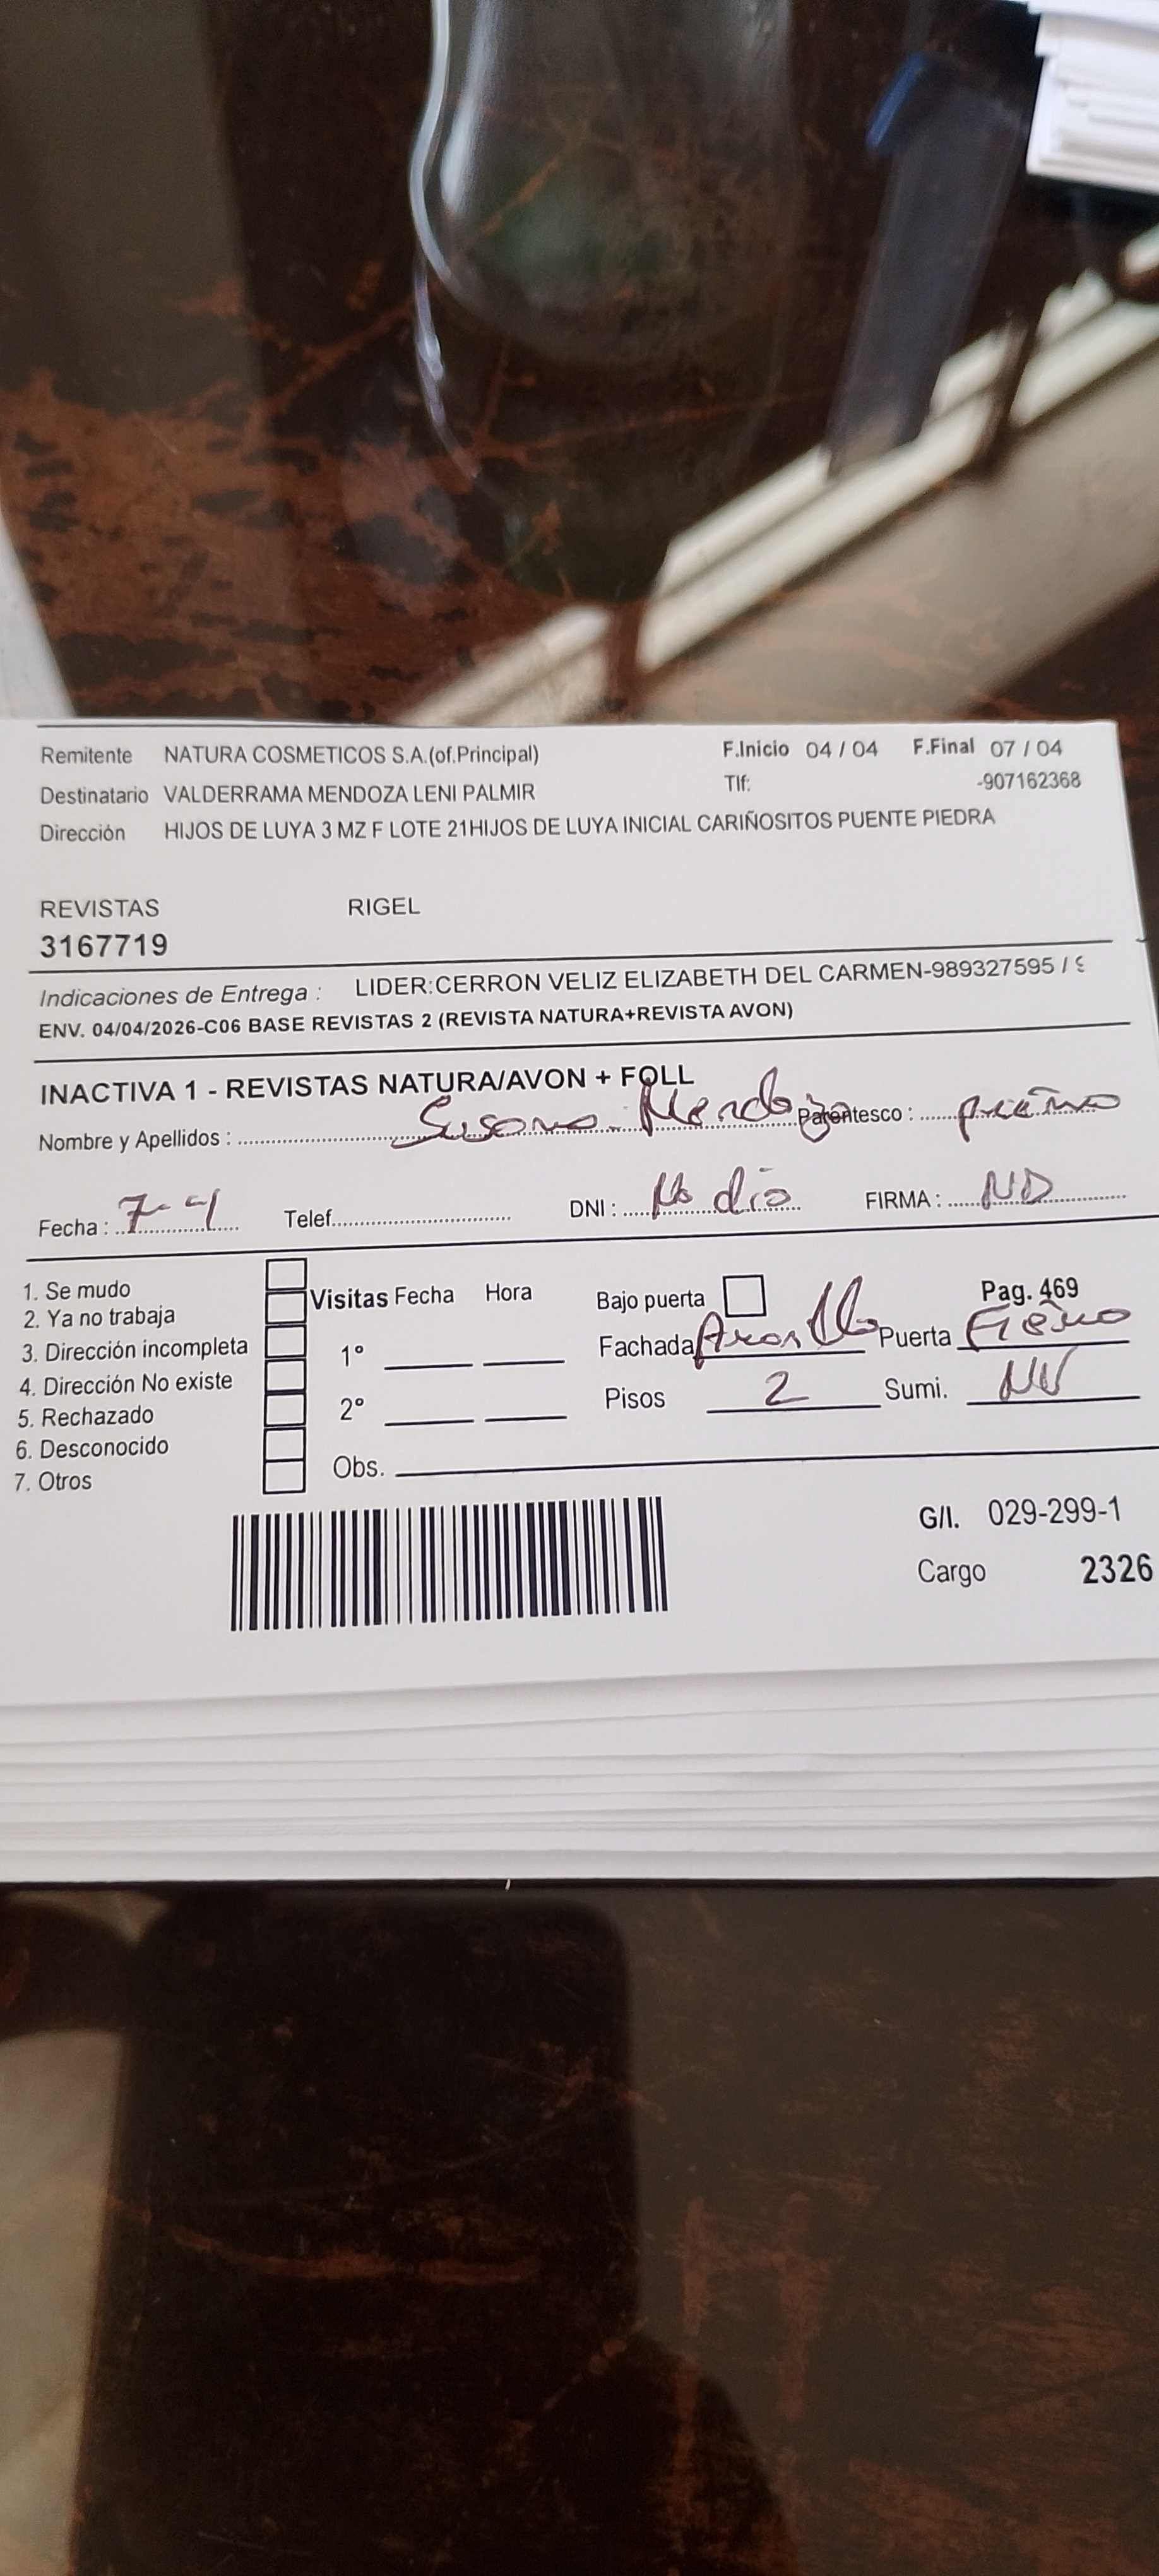 Remitente NATURA COSMETICOS S.A.(of.Principal) F.Inicio 04 / 04 F.Final 07 / 04
Destinatario VALDERRAMA MENDOZA LENI PALMIR Tlf: -907162368
Dirección HIJOS DE LUYA 3 MZ F LOTE 21HIJOS DE LUYA INICIAL CARIÑOSITOS PUENTE PIEDRA
REVISTAS RIGEL
3167719
Indicaciones de Entrega : LIDER:CERRON VELIZ ELIZABETH DEL CARMEN-989327595 /
ENV. 04/04/2026-C06 BASE REVISTAS 2 (REVISTA NATURA+REVISTA AVON)
INACTIVA 1 - REVISTAS NATURA/AVON + FOLL
Nombre y Apellidos : Susana Mendoza Parentesco :
Fecha : 7-4 Telef. DNI : No dio FIRMA : ND
1. Se mudo
2. Ya no trabaja
3. Dirección incompleta
4. Dirección No existe
5. Rechazado
6. Desconocido
7. Otros
Visitas Fecha Hora
1°
2°
Obs.
Bajo puerta Pag. 469
Fachada Puerta Fierro
Pisos 2 Sumi. NV
G/I. 029-299-1
Cargo 2326